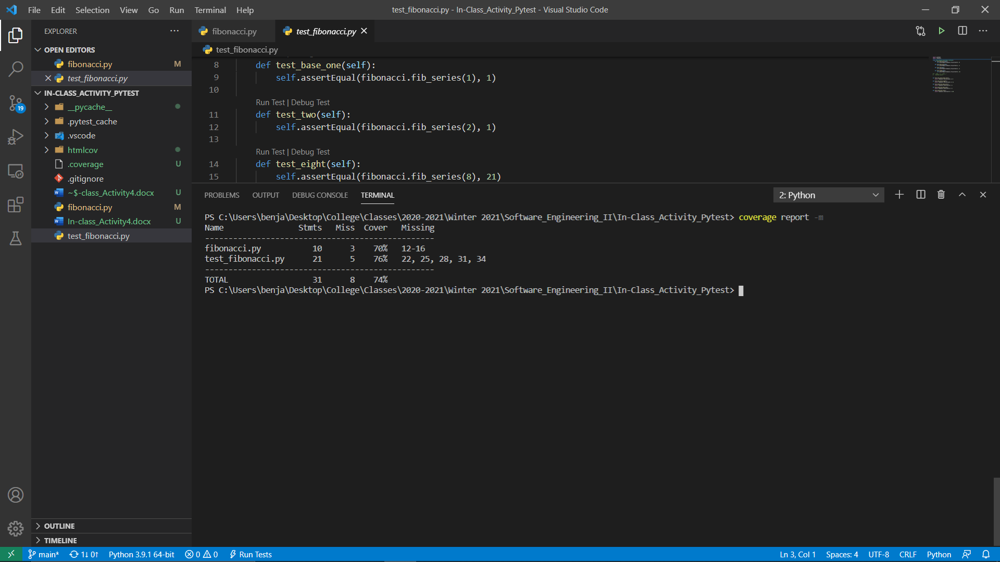 File Edit Selection View Go Run Terminal Help
test_fibonacci.py - In-Class_Activity_Pytest - Visual Studio Code
EXPLORER
OPEN EDITORS
fibonacci.py M
test_fibonacci.py
IN-CLASS_ACTIVITY_PYTEST
__pycache__
.pytest_cache
.vscode
htmlcov
.coverage U
.gitignore
~$-class_Activity4.docx U
fibonacci.py M
In-class_Activity4.docx U
test_fibonacci.py
OUTLINE
TIMELINE
19
fibonacci.py test_fibonacci.py
test_fibonacci.py
8 def test_base_one(self):
9 self.assertEqual(fibonacci.fib_series(1), 1)
10
Run Test | Debug Test
11 def test_two(self):
12 self.assertEqual(fibonacci.fib_series(2), 1)
13
Run Test | Debug Test
14 def test_eight(self):
15 self.assertEqual(fibonacci.fib_series(8), 21)
PROBLEMS OUTPUT DEBUG CONSOLE TERMINAL 2: Python
PS C:\Users\benja\Desktop\College\Classes\2020-2021\Winter 2021\Software_Engineering_II\In-Class_Activity_Pytest> coverage report -m
Name Stmts Miss Cover Missing
-------------------------------------------------
fibonacci.py 10 3 70% 12-16
test_fibonacci.py 21 5 76% 22, 25, 28, 31, 34
-------------------------------------------------
TOTAL 31 8 74%
PS C:\Users\benja\Desktop\College\Classes\2020-2021\Winter 2021\Software_Engineering_II\In-Class_Activity_Pytest>
main* 1↓ 0↑ Python 3.9.1 64-bit 0 0 Run Tests Ln 3, Col 1 Spaces: 4 UTF-8 CRLF Python